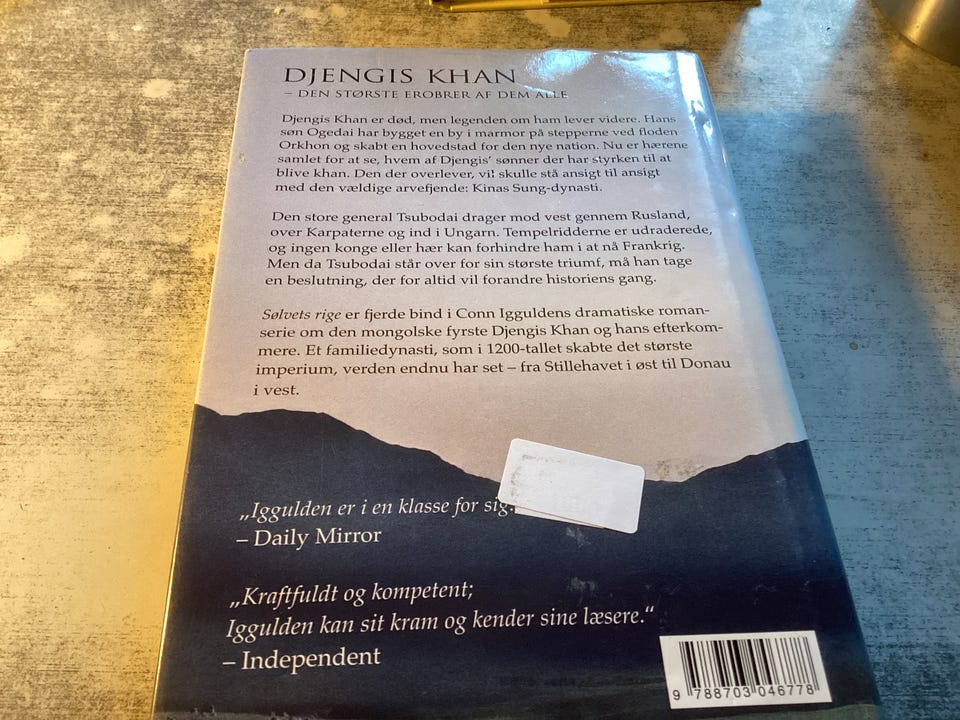 DJENGIS KHAN
– DEN STØRSTE EROBRER AF DEM ALLE
Djengis Khan er død, men legenden om ham lever videre. Hans
søn Ogedai har bygget en by i marmor på stepperne ved floden
Orkhon og skabt en hovedstad for den nye nation. Nu er hærene
samlet for at se, hvem af Djengis’ sønner der har styrken til at
blive khan. Den der overlever, vil skulle stå ansigt til ansigt
med den vældige arvefjende: Kinas Sung-dynasti.
Den store general Tsubodai drager mod vest gennem Rusland,
over Karpaterne og ind i Ungarn. Tempelridderne er udraderede,
og ingen konge eller hær kan forhindre ham i at nå Frankrig.
Men da Tsubodai står over for sin største triumf, må han tage
en beslutning, der for altid vil forandre historiens gang.
Sølvets rige er fjerde bind i Conn Igguldens dramatiske roman-
serie om den mongolske fyrste Djengis Khan og hans efterkom-
mere. Et familiedynasti, som i 1200-tallet skabte det største
imperium, verden endnu har set – fra Stillehavet i øst til Donau
i vest.
„Iggulden er i en klasse for sig.
– Daily Mirror
„Kraftfuldt og kompetent;
Iggulden kan sit kram og kender sine læsere.“
– Independent
9 788703 046778